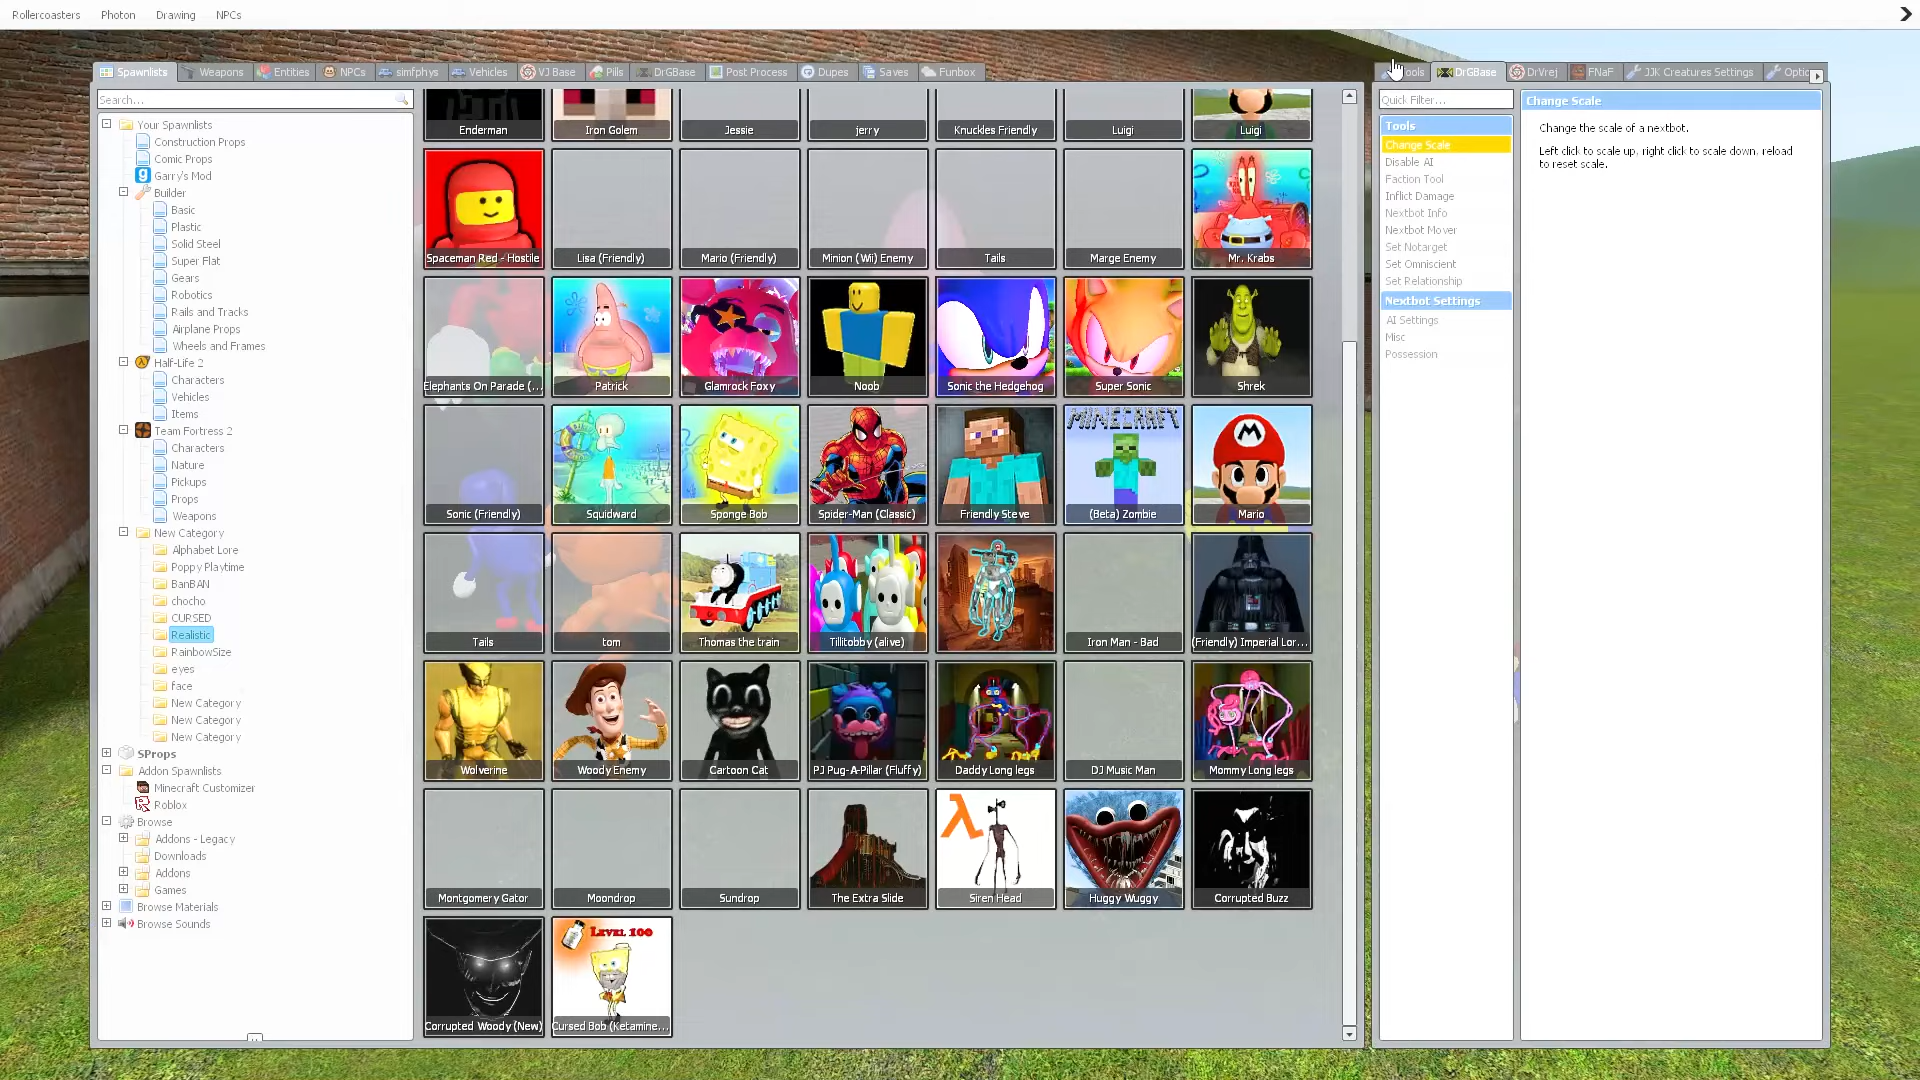 Rollercoasters
Photon
Drawing
NPCs
Spawnlists
Weapons
Entities
NPCs
simfphys
Vehicles
VJ Base
Pills
DrGBase
Post Process
Dupes
Saves
Funbox
Tools
DrGBase
DrVrej
FNaF
JJK Creatures Settings
Search...
Your Spawnlists
Construction Props
Comic Props
Garry's Mod
Builder
Basic
Plastic
Solid Steel
Super Flat
Gears
Robotics
Rails and Tracks
Airplane Props
Wheels and Frames
Half-Life 2
Characters
Vehicles
Items
Team Fortress 2
Characters
Nature
Pickups
Props
Weapons
New Category
Alphabet Lore
Poppy Playtime
BanBAN
chocho
CURSED
Realistic
RainbowSize
eyes
face
New Category
New Category
New Category
SProps
Addon Spawnlists
Minecraft Customizer
Roblox
Browse
Addons - Legacy
Downloads
Addons
Games
Browse Materials
Browse Sounds
Enderman
Iron Golem
Jessie
jerry
Knuckles Friendly
Luigi
Luigi
Spaceman Red - Hostile
Lisa (Friendly)
Mario (Friendly)
Minion (Wii) Enemy
Tails
Marge Enemy
Mr. Krabs
Elephants On Parade (...
Patrick
Glamrock Foxy
Noob
Sonic the Hedgehog
Super Sonic
Shrek
Sonic (Friendly)
Squidward
Sponge Bob
Spider-Man (Classic)
Friendly Steve
MINECRAFT
(Beta) Zombie
Mario
Tails
tom
Thomas the train
Tillitobby (alive)
Iron Man - Bad
(Friendly) Imperial Lor...
Wolverine
Woody Enemy
Cartoon Cat
PJ Pug-A-Pillar (Fluffy)
Daddy Long legs
DJ Music Man
Mommy Long legs
Montgomery Gator
Moondrop
Sundrop
The Extra Slide
Siren Head
Huggy Wuggy
Corrupted Buzz
Corrupted Woody (New)
LEVEL 100
Cursed Bob (Ketamine...
Quick Filter...
Tools
Change Scale
Disable AI
Faction Tool
Inflict Damage
Nextbot Info
Nextbot Mover
Set Notarget
Set Omniscient
Set Relationship
Nextbot Settings
AI Settings
Misc
Possession
Change Scale
Change the scale of a nextbot.
Left click to scale up, right click to scale down, reload
to reset scale.